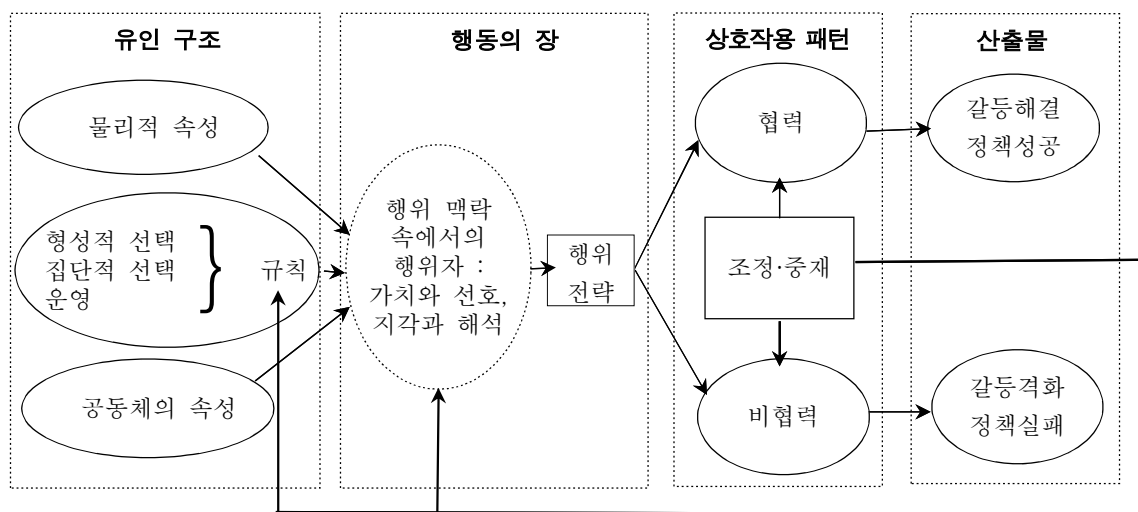 유인 구조
물리적 속성
형성적 선택
집단적 선택
운영
} 규칙
공동체의 속성
행동의 장
행위 맥락
속에서의
행위자 :
가치와 선호,
지각과 해석
행위
전략
상호작용 패턴
협력
조정·중재
비협력
산출물
갈등해결
정책성공
갈등격화
정책실패